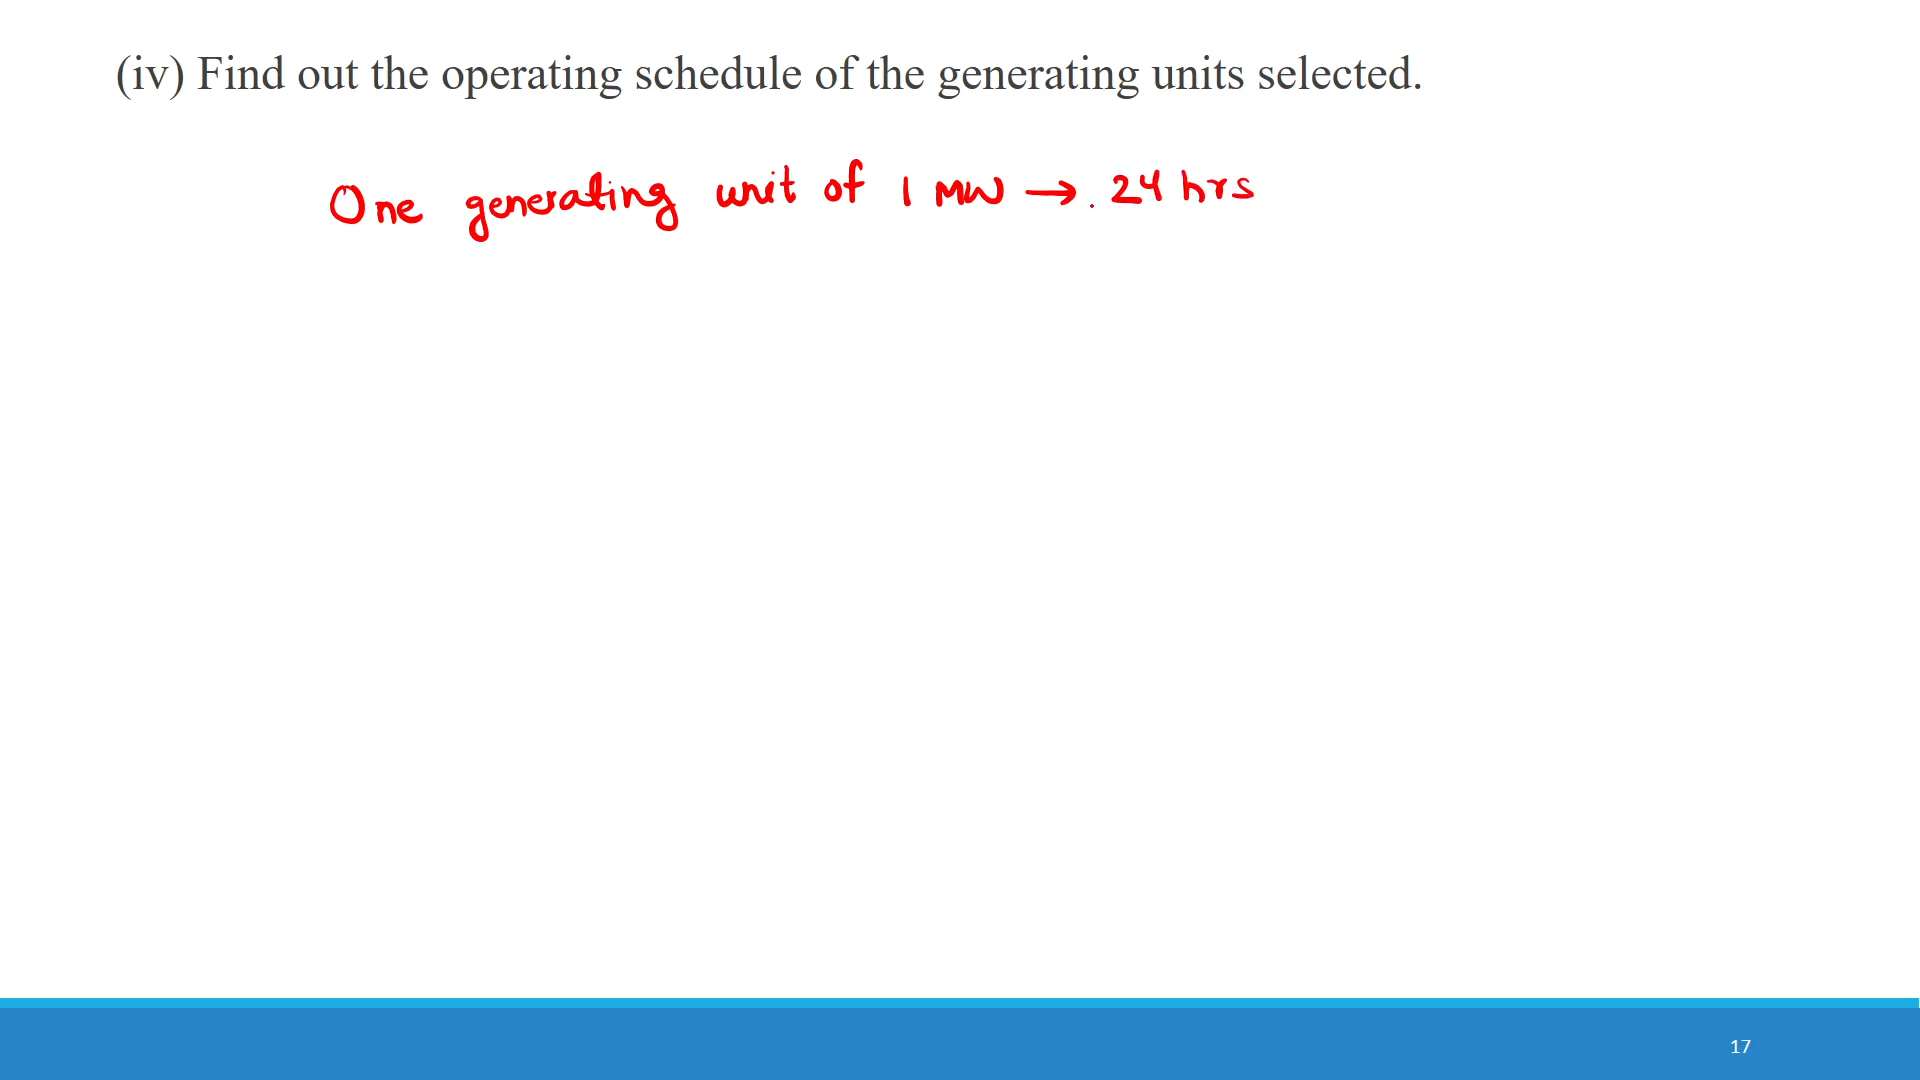 (iv) Find out the operating schedule of the generating units selected.
One generating unit of 1 MW → 24 hrs
17